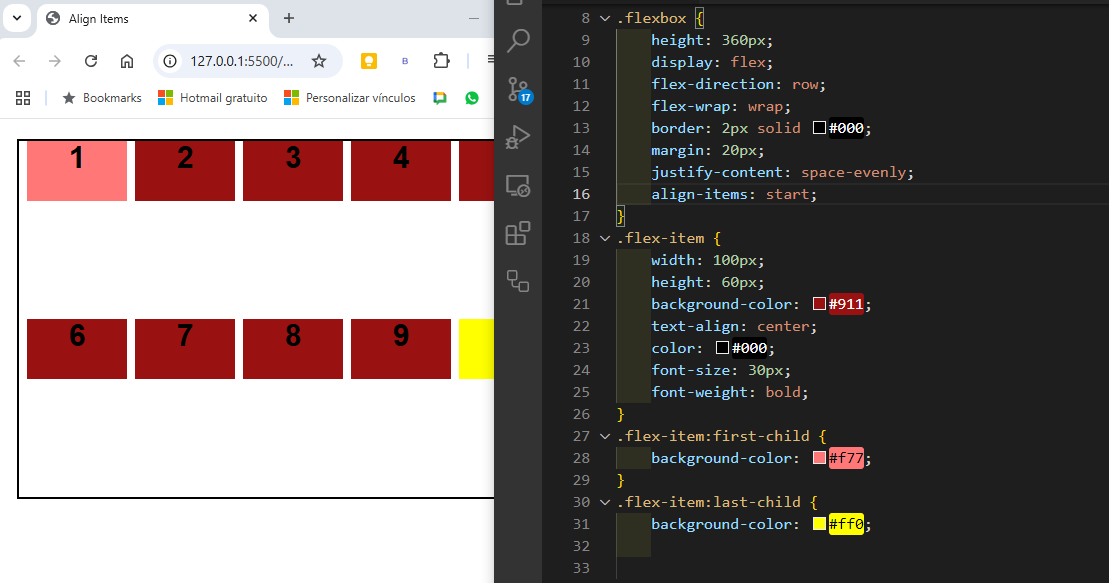 Align Items
127.0.0.1:5500/...
Bookmarks
Hotmail gratuito
Personalizar vínculos
B
1 2 3 4
6 7 8 9
17
8 .flexbox {
9 height: 360px;
10 display: flex;
11 flex-direction: row;
12 flex-wrap: wrap;
13 border: 2px solid #000;
14 margin: 20px;
15 justify-content: space-evenly;
16 align-items: start;
17 }
18 .flex-item {
19 width: 100px;
20 height: 60px;
21 background-color: #911;
22 text-align: center;
23 color: #000;
24 font-size: 30px;
25 font-weight: bold;
26 }
27 .flex-item:first-child {
28 background-color: #f77;
29 }
30 .flex-item:last-child {
31 background-color: #ff0;
32
33